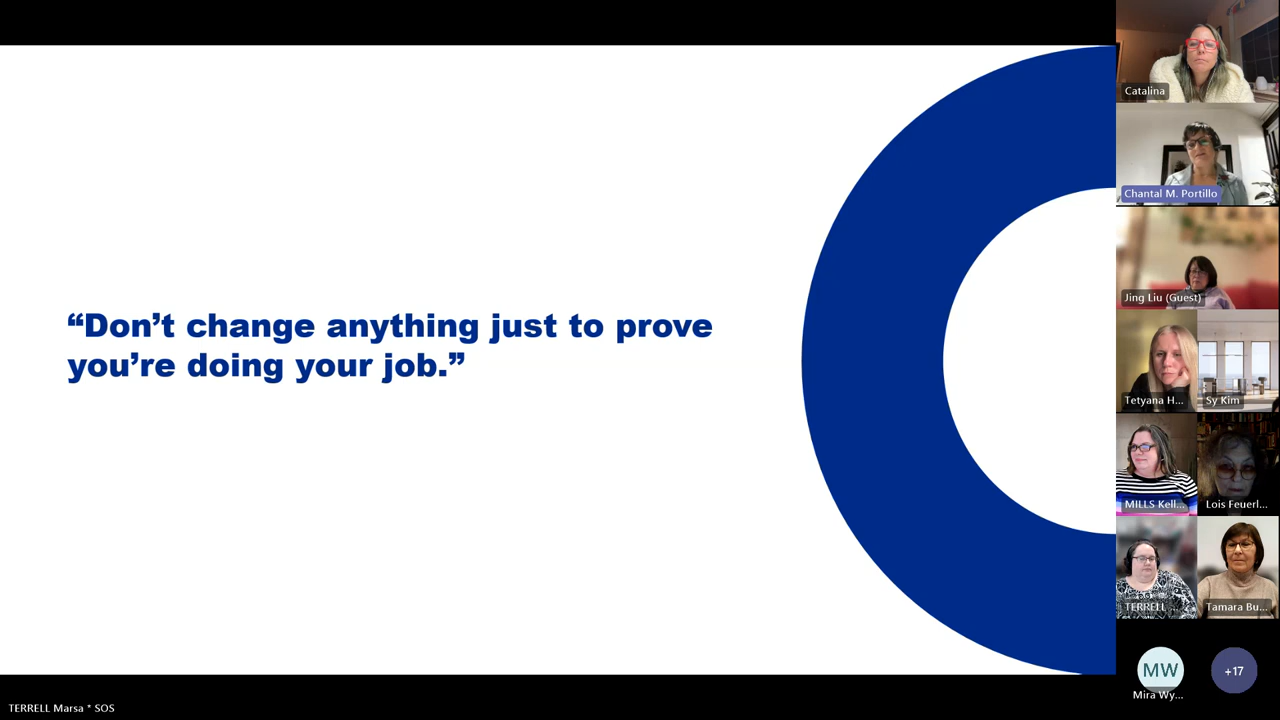 “Don’t change anything just to prove
you’re doing your job.”
Catalina
Chantal M. Portillo
Jing Liu (Guest)
Tetyana H...
Sy Kim
MILLS Kell...
Lois Feuerl...
TERRELL ...
Tamara Bu...
MW
Mira Wy...
+17
TERRELL Marsa * SOS